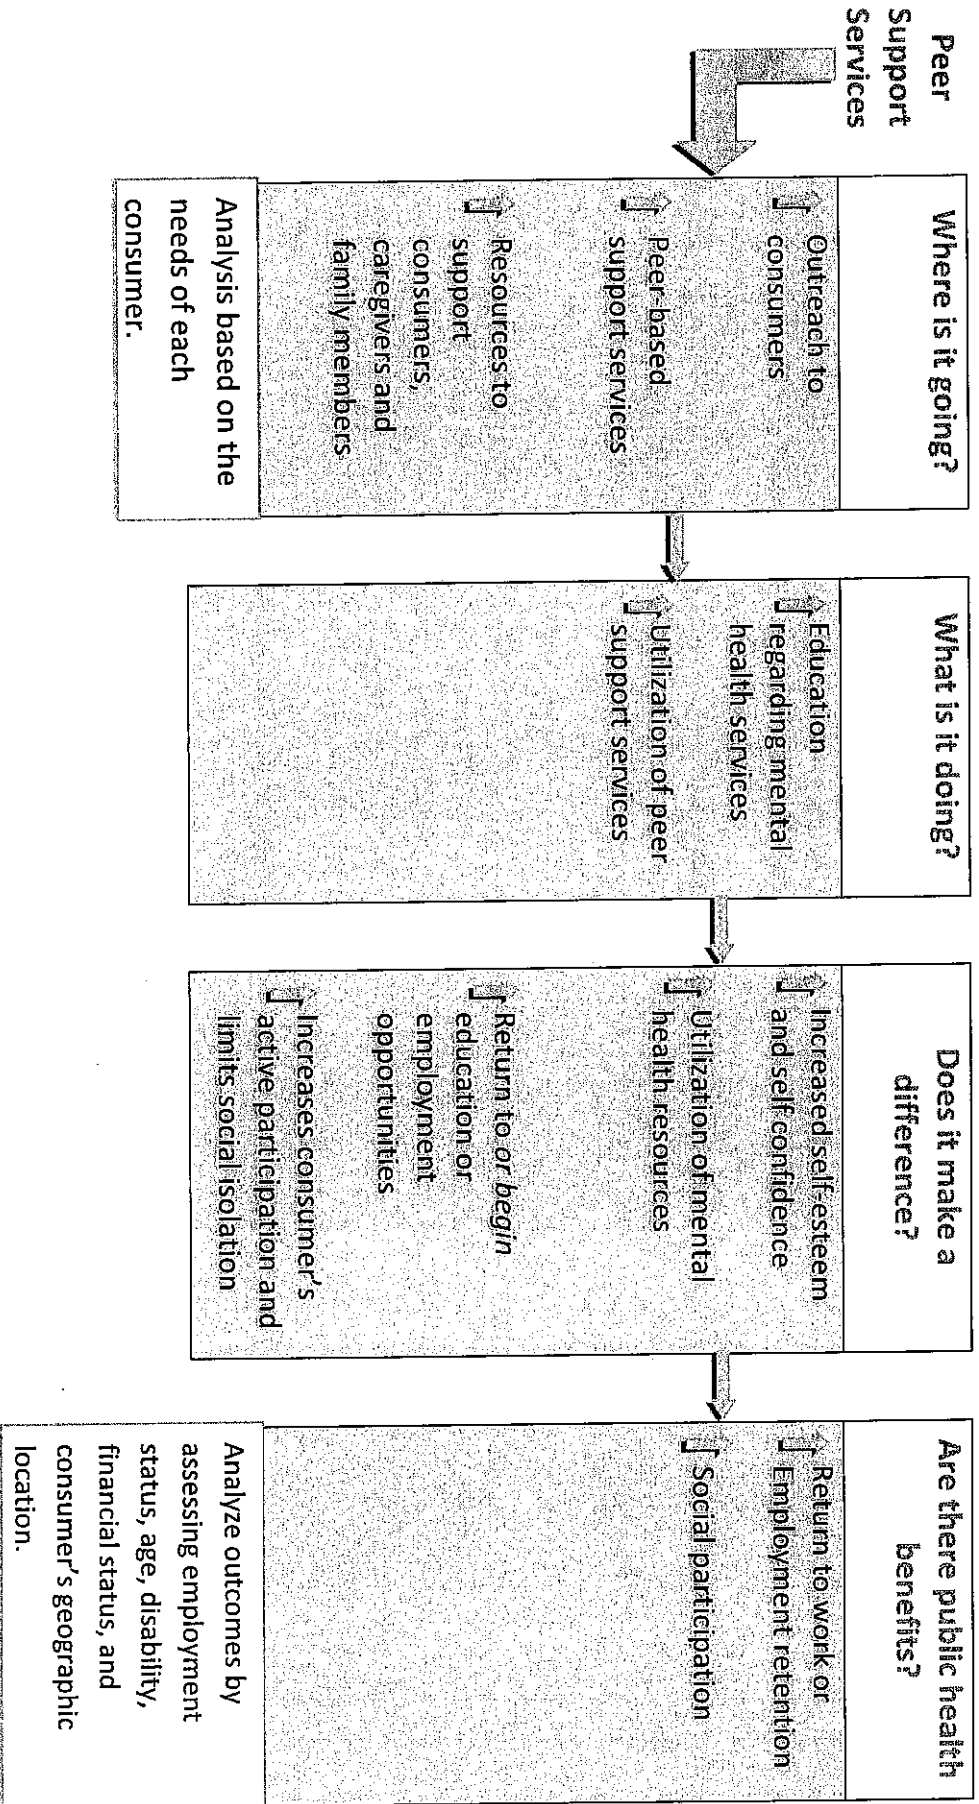 Peer
Support
Services
Where is it going?
Outreach to
consumers
Peer-based
support services
Resources to
support
consumers,
caregivers and
family members
Analysis based on the
needs of each
consumer.
What is it doing?
Education
regarding mental
health services
Utilization of peer
support services
Does it make a
difference?
Increased self-esteem
and self confidence
Utilization of mental
health resources
Return to or begin
education or
employment
opportunities
Increases consumer's
active participation and
limits social isolation
Are there public health
benefits?
Return to work or
Employment retention
Social participation
Analyze outcomes by
assessing employment
status, age, disability,
financial status, and
consumer's geographic
location.